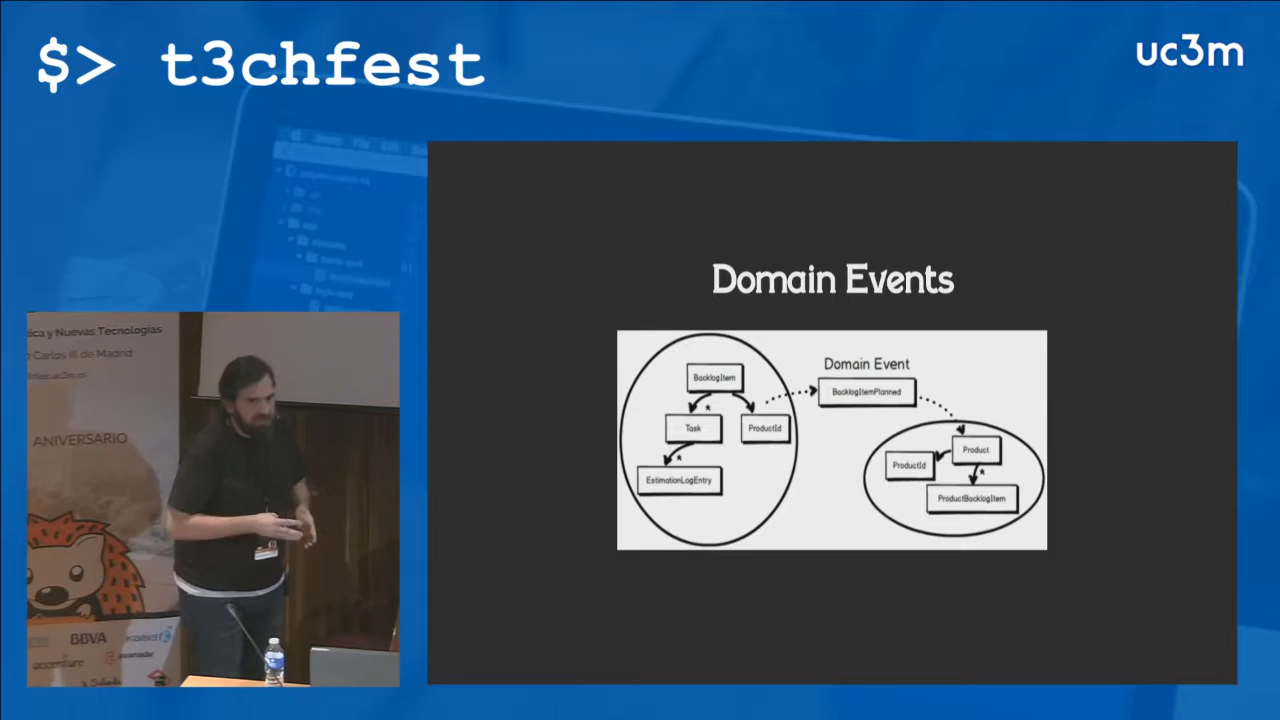 $> t3chfest
uc3m
Domain Events
BacklogItem
Task
*
ProductId
EstimationLogEntry
*
Domain Event
BacklogItemPlanned
Product
ProductId
*
ProductBacklogItem
ica y Nuevas Tecnologías
Carlos III de Madrid
ANIVERSARIO
BBVA
accenture